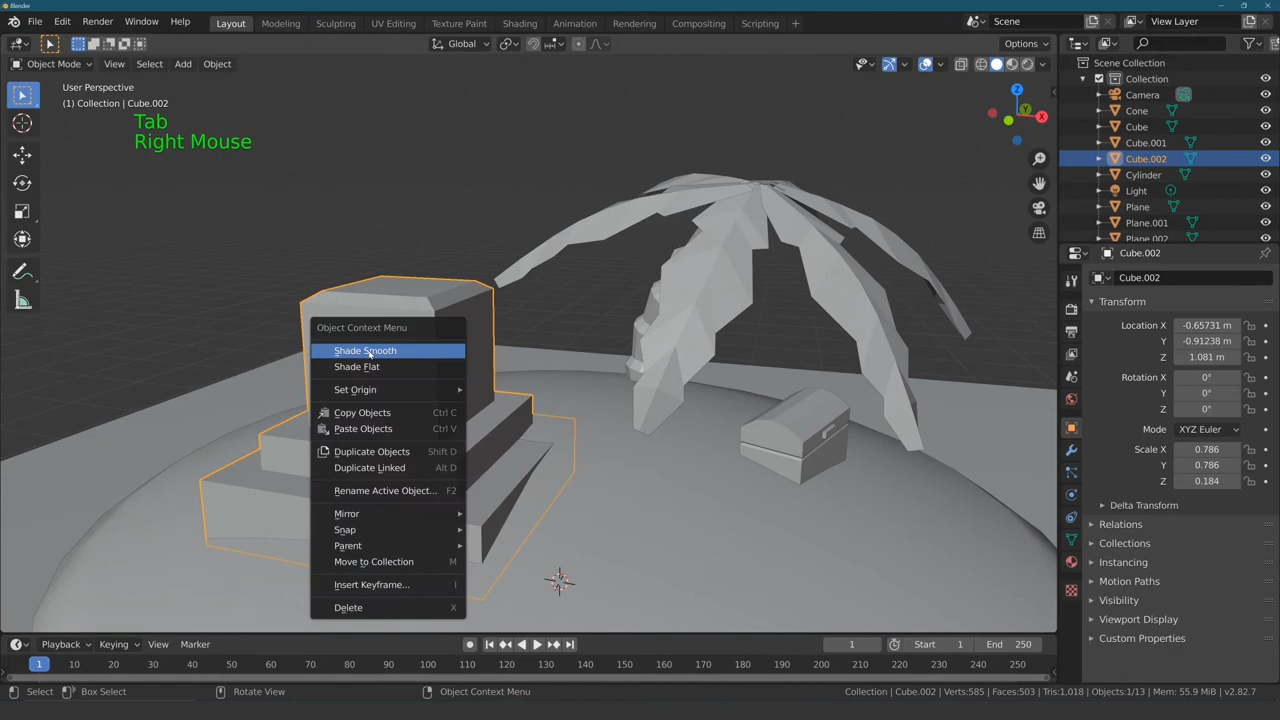 Blender
File Edit Render Window Help Layout Modeling Sculpting UV Editing Texture Paint Shading Animation Rendering Compositing Scripting + Scene View Layer
Global Options
Object Mode View Select Add Object
User Perspective
(1) Collection | Cube.002
Tab
Right Mouse
Z
Y
X
Object Context Menu
Shade Smooth
Shade Flat
Set Origin
Copy Objects Ctrl C
Paste Objects Ctrl V
Duplicate Objects Shift D
Duplicate Linked Alt D
Rename Active Object... F2
Mirror
Snap
Parent
Move to Collection M
Insert Keyframe... I
Delete X
Scene Collection
Collection
Camera
Cone
Cube
Cube.001
Cube.002
Cylinder
Light
Plane
Plane.001
Plane.002
Cube.002
Cube.002
Transform
Location X -0.65731 m
Y -0.91238 m
Z 1.081 m
Rotation X 0°
Y 0°
Z 0°
Mode XYZ Euler
Scale X 0.786
Y 0.786
Z 0.184
Delta Transform
Relations
Collections
Instancing
Motion Paths
Visibility
Viewport Display
Custom Properties
Playback Keying View Marker 1 Start 1 End 250
1 10 20 30 40 50 60 70 80 90 100 110 120 130 140 150 160 170 180 190 200 210 220 230 240 250
Select Box Select Rotate View Object Context Menu Collection | Cube.002 | Verts:585 | Faces:503 | Tris:1,018 | Objects:1/13 | Mem: 55.9 MiB | v2.82.7